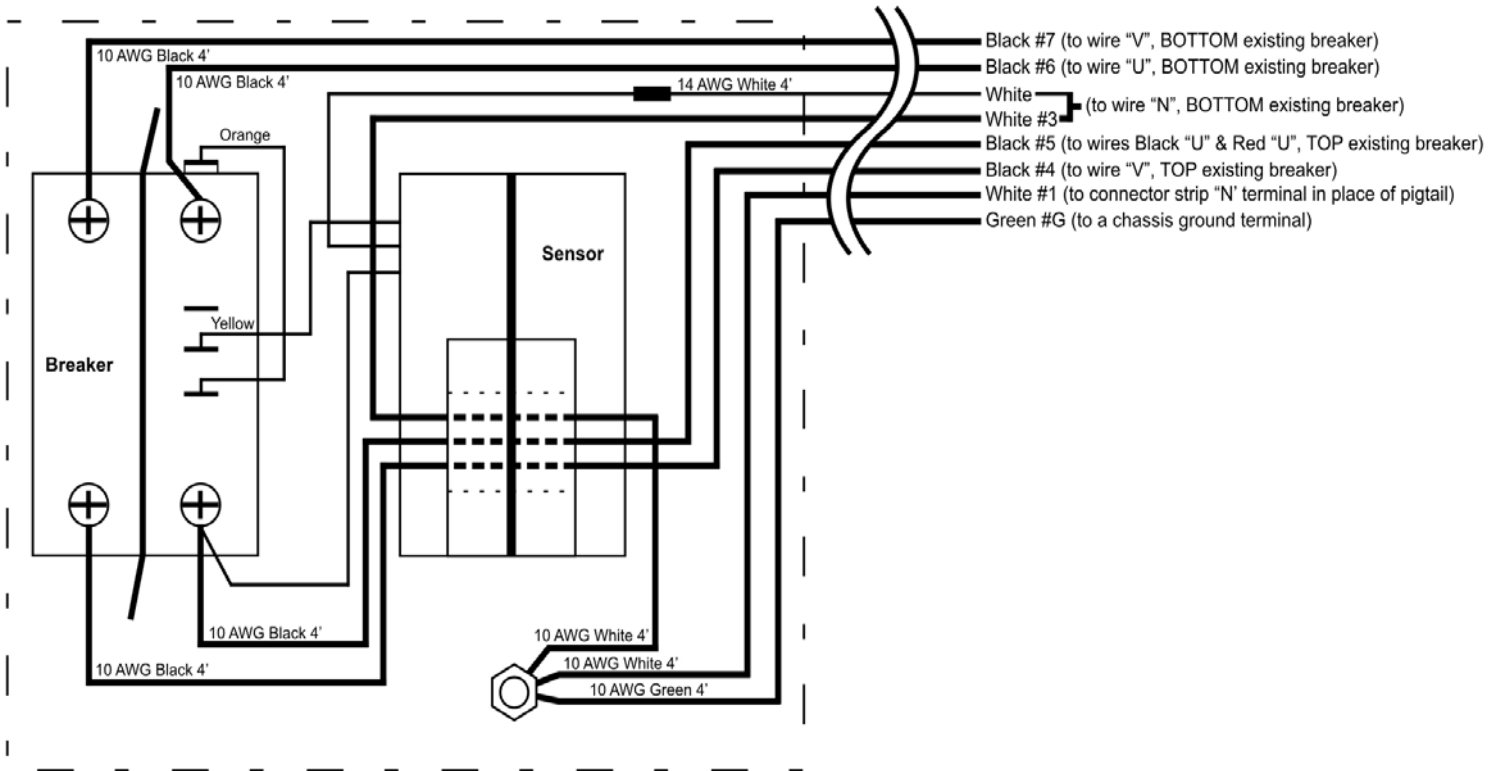 10 AWG Black 4’
Black #7 (to wire “V”, BOTTOM existing breaker)
10 AWG Black 4’
Black #6 (to wire “U”, BOTTOM existing breaker)
14 AWG White 4’
White
(to wire “N”, BOTTOM existing breaker)
White #3
Orange
Black #5 (to wires Black “U” & Red “U”, TOP existing breaker)
Black #4 (to wire “V”, TOP existing breaker)
White #1 (to connector strip “N’ terminal in place of pigtail)
Green #G (to a chassis ground terminal)
Sensor
Yellow
Breaker
10 AWG Black 4’
10 AWG White 4’
10 AWG White 4’
10 AWG Black 4’
10 AWG Green 4’